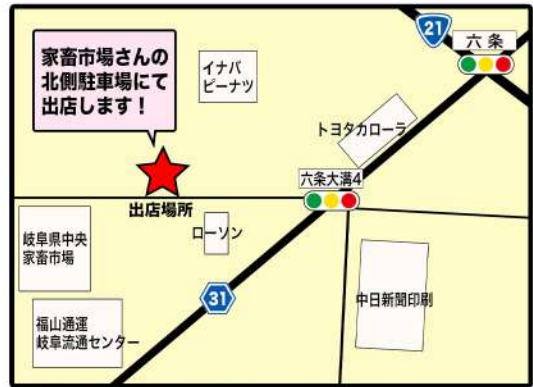 家畜市場さんの
北側駐車場にて
出店します！
イナバ
ピーナツ
21
六条
トヨタカローラ
六条大溝4
出店場所
ローソン
岐阜県中央
家畜市場
31
中日新聞印刷
福山通運
岐阜流通センター